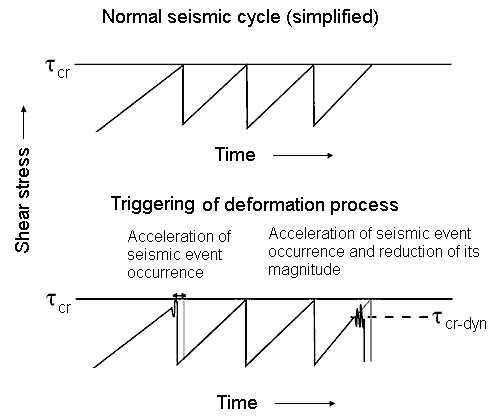 Normal seismic cycle (simplified)
τcr
Time
Shear stress
Triggering of deformation process
Acceleration of
seismic event
occurrence
Acceleration of seismic event
occurrence and reduction of its
magnitude
τcr
τcr-dyn
Time